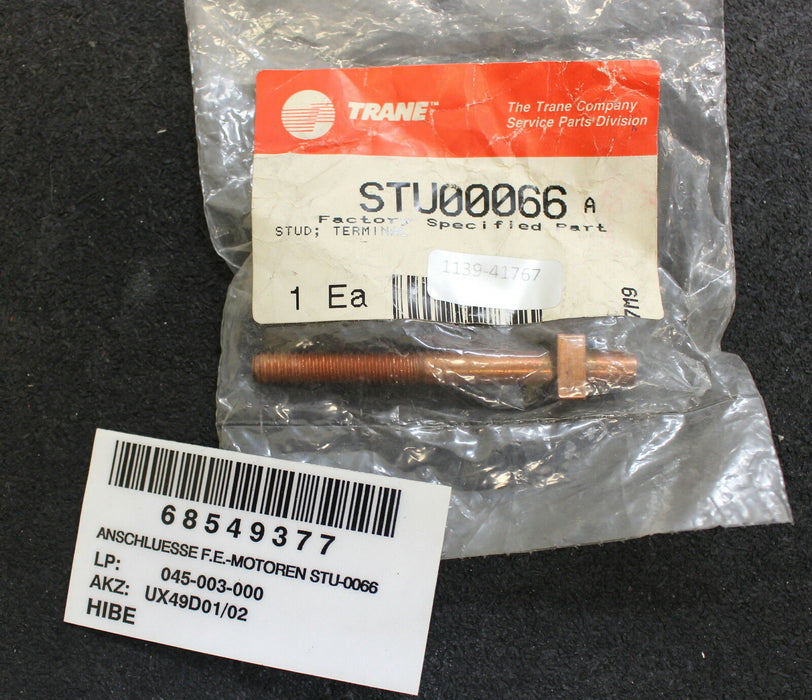 TRANE™
The Trane Company
Service Parts Division
STU00066 A
Factory Specified Part
STUD; TERMINAL
1139-41767
1 Ea
7M9
68549377
ANSCHLUESSE F.E.-MOTOREN STU-0066
LP: 045-003-000
AKZ: UX49D01/02
HIBE